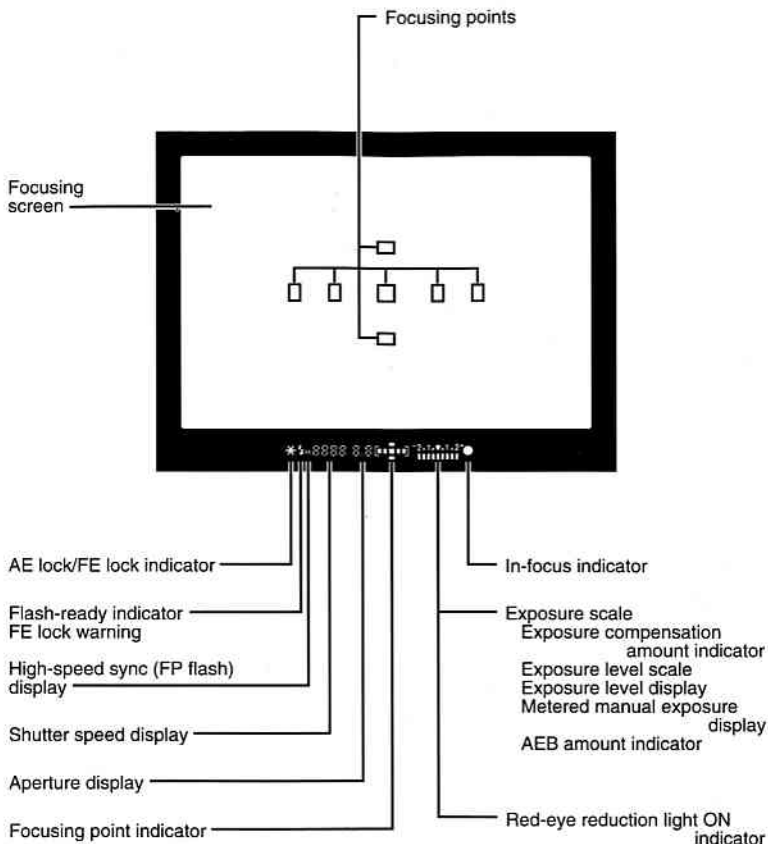 Focusing points
Focusing
screen
AE lock/FE lock indicator
Flash-ready indicator
FE lock warning
High-speed sync (FP flash)
display
Shutter speed display
Aperture display
Focusing point indicator
In-focus indicator
Exposure scale
Exposure compensation
amount indicator
Exposure level scale
Exposure level display
Metered manual exposure
display
AEB amount indicator
Red-eye reduction light ON
indicator